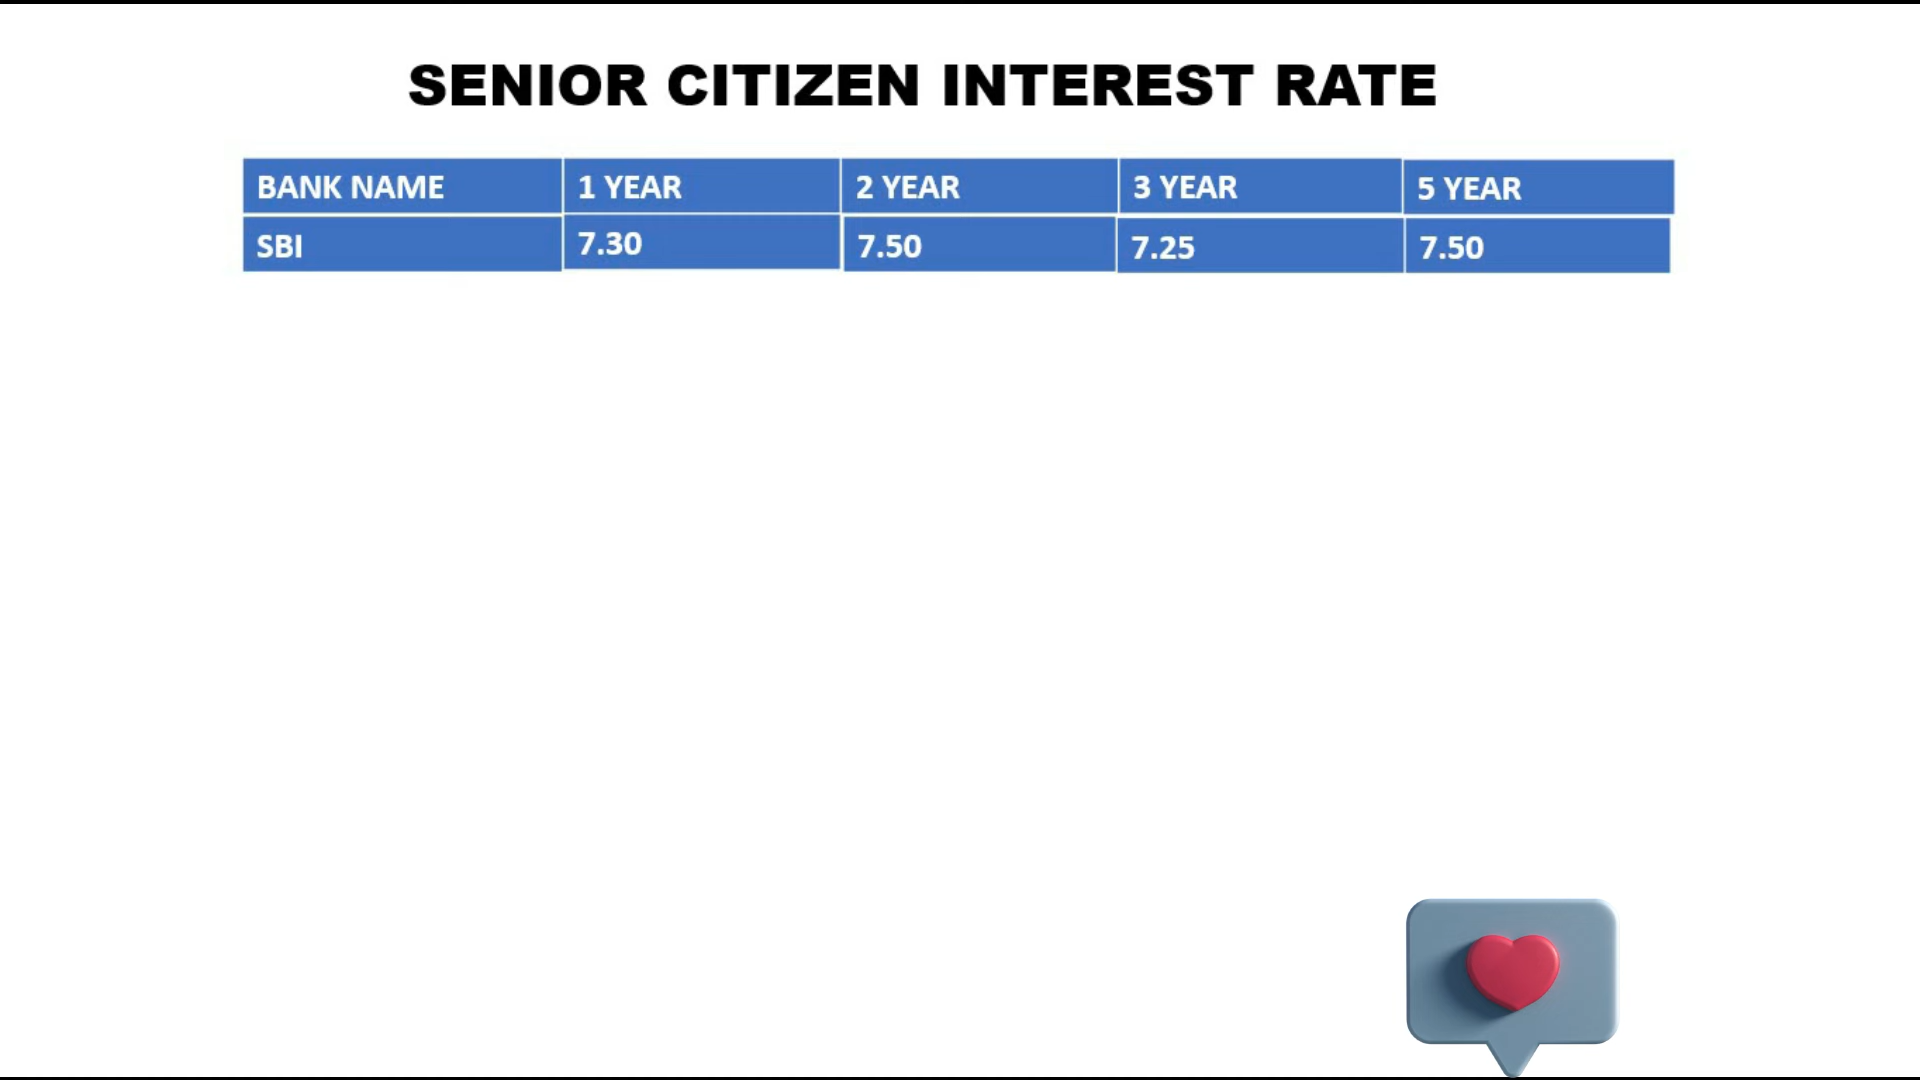 SENIOR CITIZEN INTEREST RATE
BANK NAME 1 YEAR 2 YEAR 3 YEAR 5 YEAR
SBI 7.30 7.50 7.25 7.50